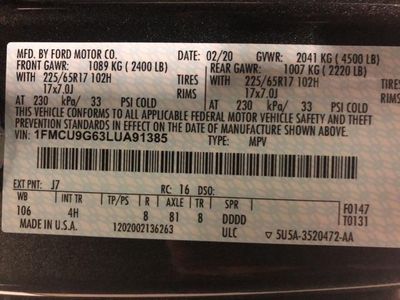 MFD. BY FORD MOTOR CO. 02/20 GVWR: 2041 KG ( 4500 LB)
FRONT GAWR: 1089 KG ( 2400 LB) REAR GAWR: 1007 KG ( 2220 LB)
WITH 225/65R17 102H TIRES WITH 225/65R17 102H TIRES
17x7.0J RIMS 17x7.0J RIMS
AT 230 kPa/ 33 PSI COLD AT 230 kPa/ 33 PSI COLD
THIS VEHICLE CONFORMS TO ALL APPLICABLE FEDERAL MOTOR VEHICLE SAFETY AND THEFT
PREVENTION STANDARDS IN EFFECT ON THE DATE OF MANUFACTURE SHOWN ABOVE.
VIN: 1FMCU9G63LUA91385 TYPE: MPV
EXT PNT: J7 RC: 16 DSO:
WB INT TR TP/PS R AXLE TR SPR F0147
106 4H 8 81 8 DDDD T0131
MADE IN U.S.A. 1202002136263 ULC ▽ 5U5A-3520472-AA